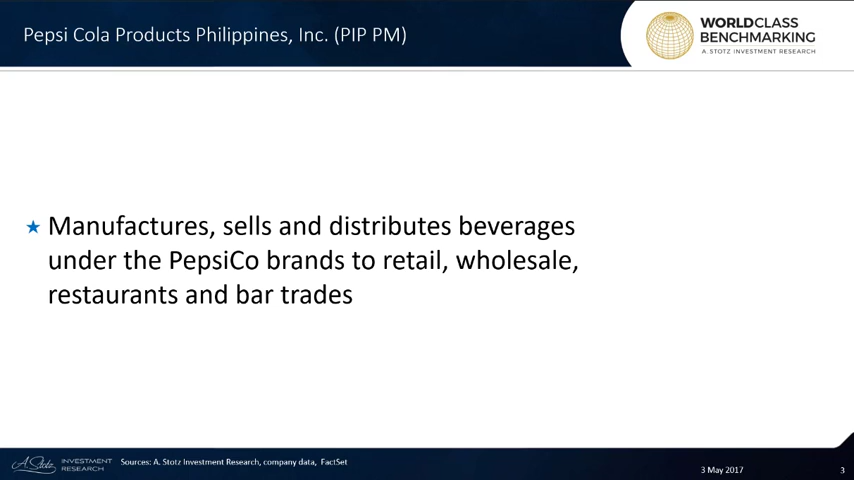 Pepsi Cola Products Philippines, Inc. (PIP PM)
WORLDCLASS
BENCHMARKING
A. STOTZ INVESTMENT RESEARCH
★ Manufactures, sells and distributes beverages
under the PepsiCo brands to retail, wholesale,
restaurants and bar trades
A. Stotz INVESTMENT
RESEARCH
Sources: A. Stotz Investment Research, company data, FactSet
3 May 2017
3